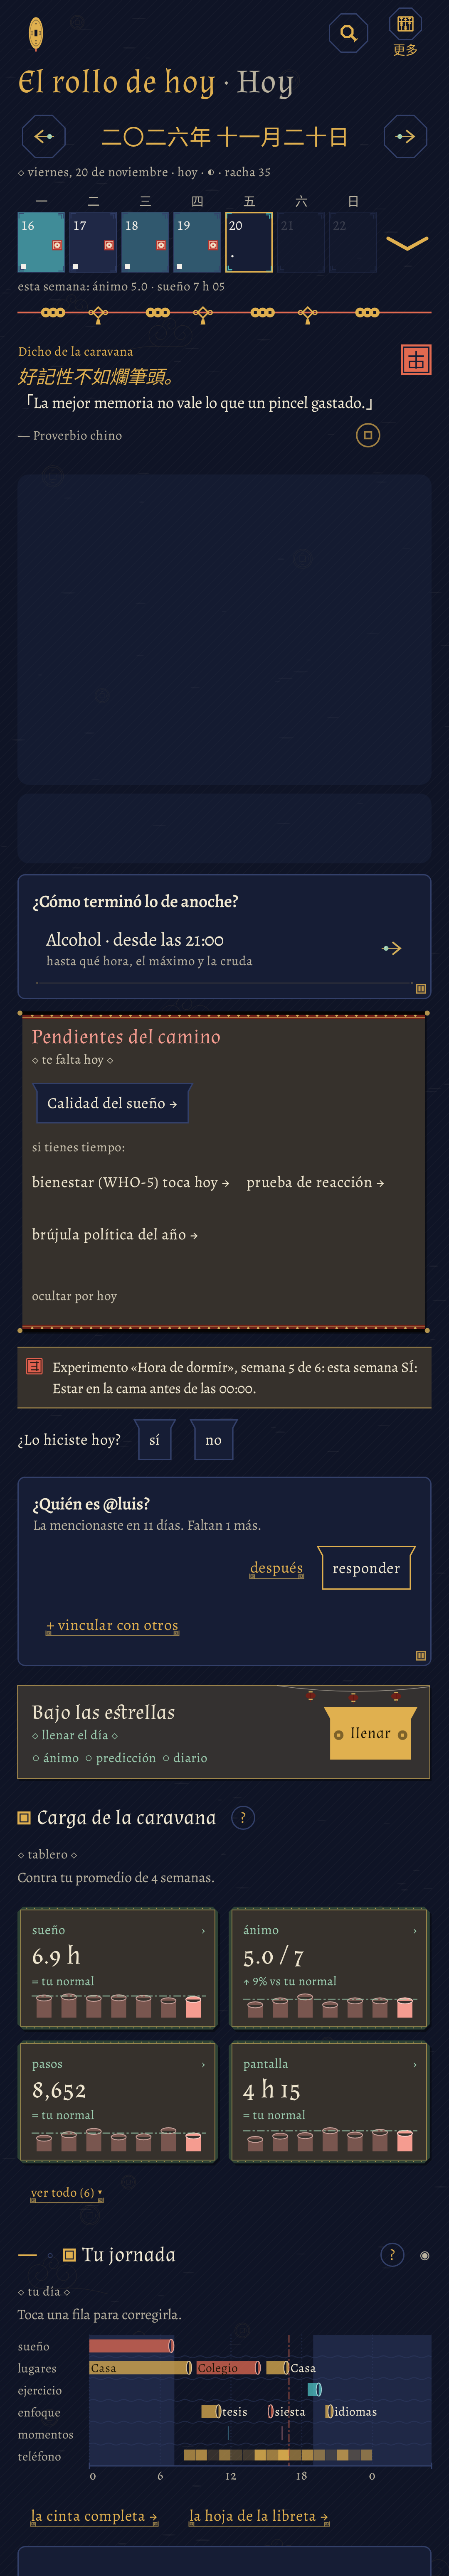 更多
El rollo de hoy · Hoy
二〇二六年 十一月二十日
◇ viernes, 20 de noviembre · hoy · ◐ · racha 35
一 二 三 四 五 六 日
16 17 18 19 20 21 22
esta semana: ánimo 5.0 · sueño 7 h 05
Dicho de la caravana
好記性不如爛筆頭。
「La mejor memoria no vale lo que un pincel gastado.」
— Proverbio chino
¿Cómo terminó lo de anoche?
Alcohol · desde las 21:00
hasta qué hora, el máximo y la cruda
Pendientes del camino
◇ te falta hoy ◇
Calidad del sueño →
si tienes tiempo:
bienestar (WHO-5) toca hoy → prueba de reacción →
brújula política del año →
ocultar por hoy
Experimento «Hora de dormir», semana 5 de 6: esta semana SÍ:
Estar en la cama antes de las 00:00.
¿Lo hiciste hoy? sí no
¿Quién es @luis?
La mencionaste en 11 días. Faltan 1 más.
después responder
+ vincular con otros
Bajo las estrellas
◇ llenar el día ◇
llenar
○ ánimo ○ predicción ○ diario
Carga de la caravana ?
◇ tablero ◇
Contra tu promedio de 4 semanas.
sueño › ánimo ›
6.9 h 5.0 / 7
= tu normal ↑ 9% vs tu normal
pasos › pantalla ›
8,652 4 h 15
= tu normal = tu normal
ver todo (6) ▾
Tu jornada ?
◇ tu día ◇
Toca una fila para corregirla.
sueño
lugares Casa Colegio Casa
ejercicio
enfoque tesis siesta idiomas
momentos
teléfono
0 6 12 18 0
la cinta completa → la hoja de la libreta →